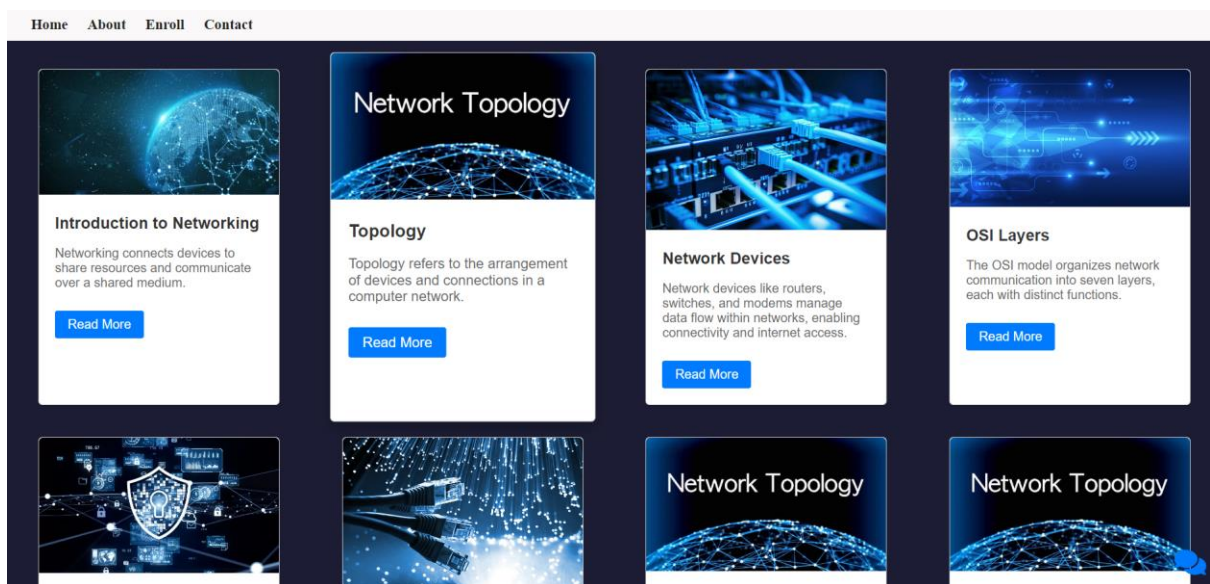 Home About Enroll Contact
Introduction to Networking
Networking connects devices to
share resources and communicate
over a shared medium.
Read More
Network Topology
Topology
Topology refers to the arrangement
of devices and connections in a
computer network.
Read More
Network Devices
Network devices like routers,
switches, and modems manage
data flow within networks, enabling
connectivity and internet access.
Read More
OSI Layers
The OSI model organizes network
communication into seven layers,
each with distinct functions.
Read More
Network Topology
Network Topology